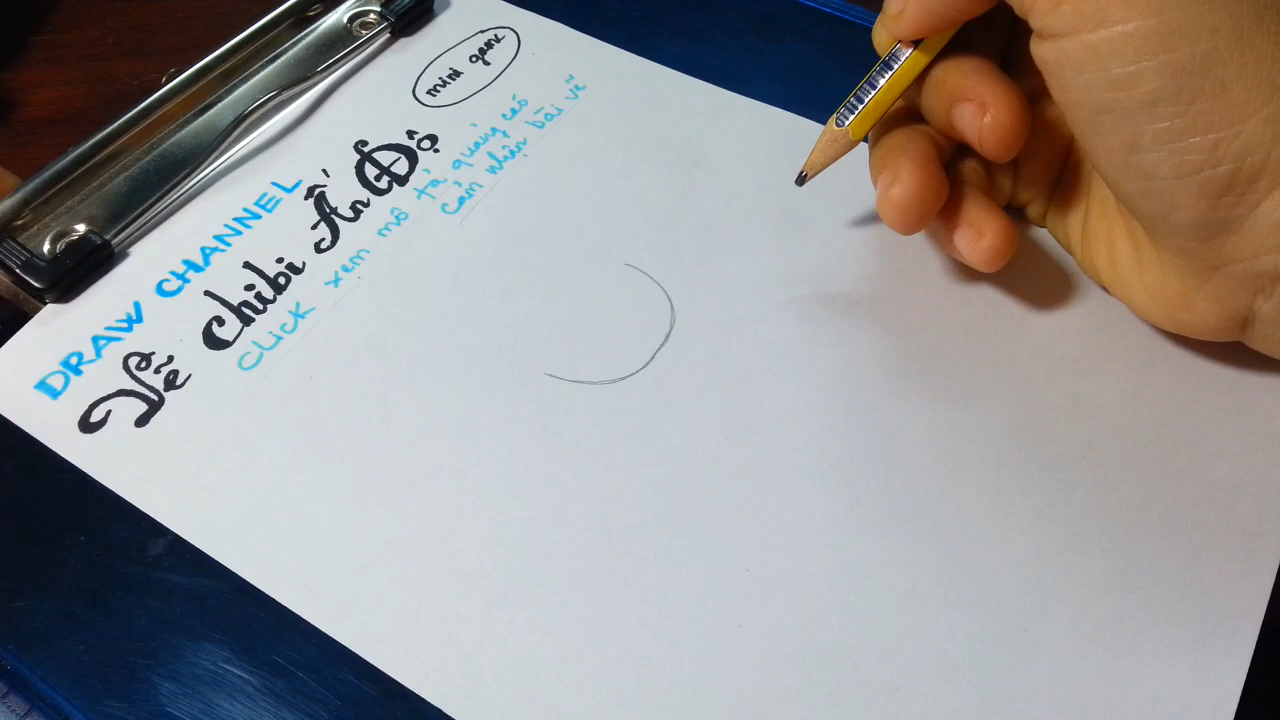 mini game
DRAW CHANNEL
Vẽ Chibi Ấn Độ
Click xem mô tả quảng cáo
cảm nhận bài vẽ